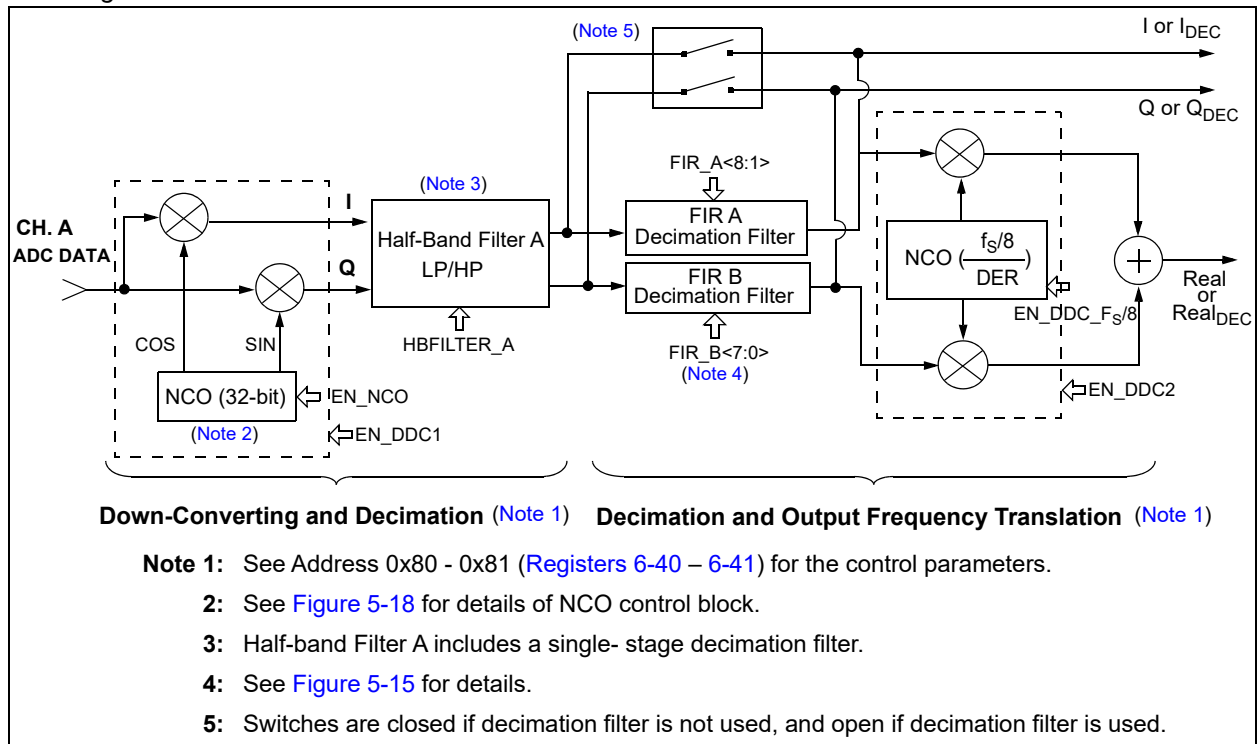 (Note 5)
I or IDEC
Q or QDEC
FIR_A<8:1>
(Note 3)
I
CH. A
ADC DATA
Half-Band Filter A
LP/HP
FIR A
Decimation Filter
NCO (fS/8
DER)
Q
FIR B
Decimation Filter
Real
or
RealDEC
EN_DDC_FS/8
COS
SIN
HBFILTER_A
FIR_B<7:0>
(Note 4)
NCO (32-bit)
EN_NCO
EN_DDC2
(Note 2)
EN_DDC1
Down-Converting and Decimation (Note 1)
Decimation and Output Frequency Translation (Note 1)
Note 1: See Address 0x80 - 0x81 (Registers 6-40 – 6-41) for the control parameters.
2: See Figure 5-18 for details of NCO control block.
3: Half-band Filter A includes a single- stage decimation filter.
4: See Figure 5-15 for details.
5: Switches are closed if decimation filter is not used, and open if decimation filter is used.